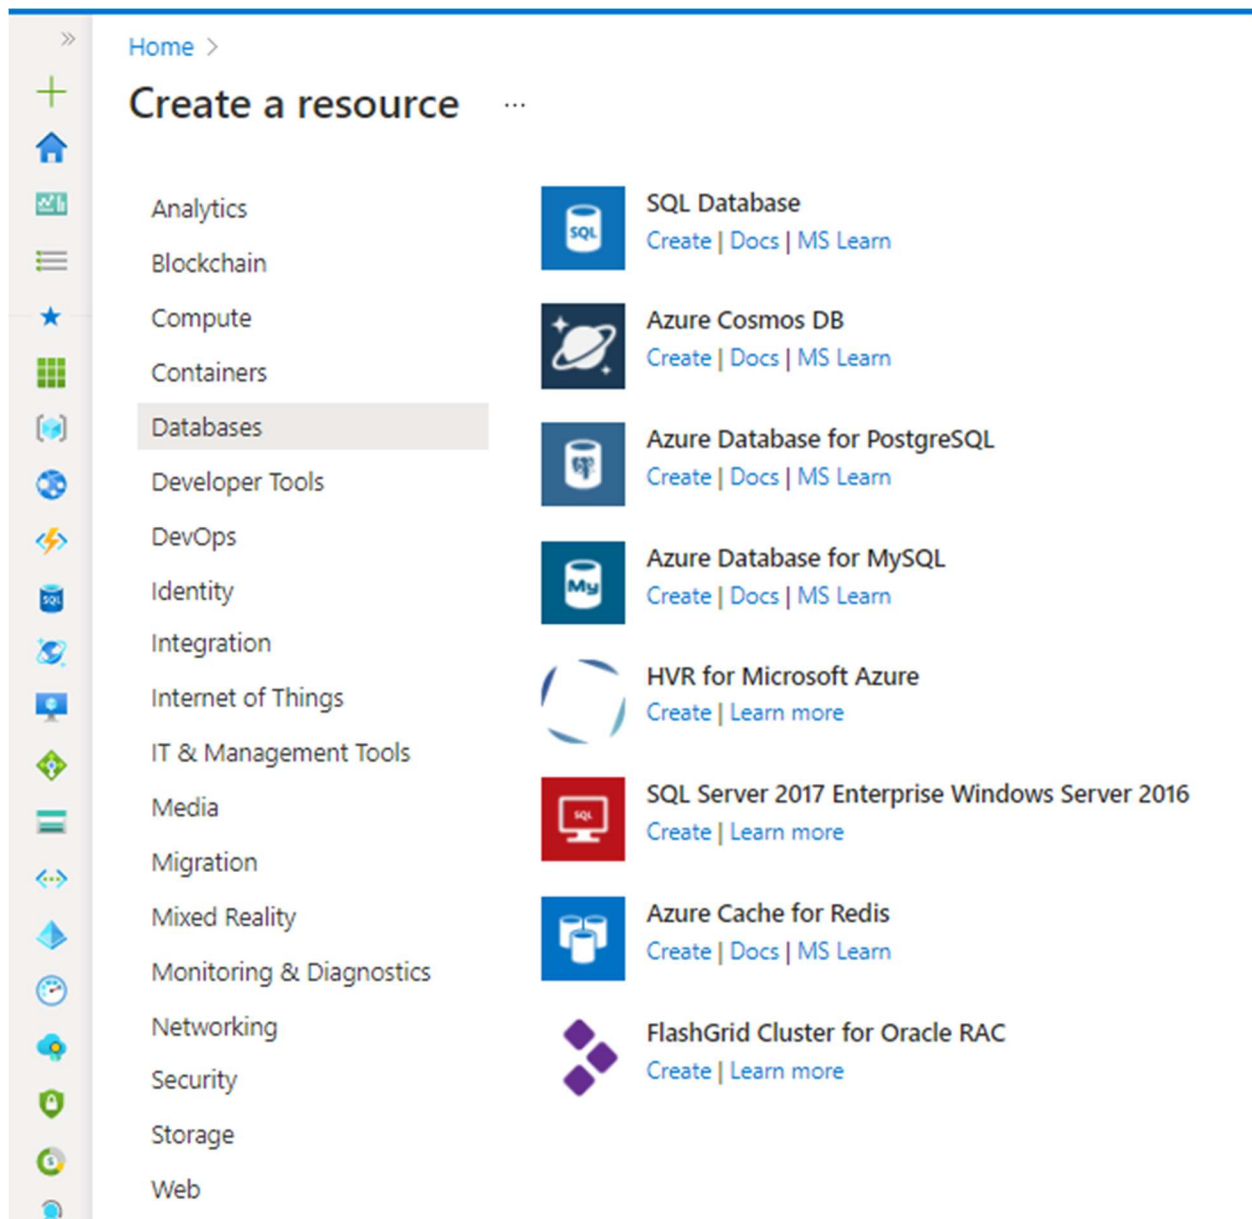 Home >
Create a resource ...
Analytics
Blockchain
Compute
Containers
Databases
Developer Tools
DevOps
Identity
Integration
Internet of Things
IT & Management Tools
Media
Migration
Mixed Reality
Monitoring & Diagnostics
Networking
Security
Storage
Web
SQL
SQL Database
Create | Docs | MS Learn
Azure Cosmos DB
Create | Docs | MS Learn
Azure Database for PostgreSQL
Create | Docs | MS Learn
My
Azure Database for MySQL
Create | Docs | MS Learn
HVR for Microsoft Azure
Create | Learn more
SQL
SQL Server 2017 Enterprise Windows Server 2016
Create | Learn more
Azure Cache for Redis
Create | Docs | MS Learn
FlashGrid Cluster for Oracle RAC
Create | Learn more
SQL